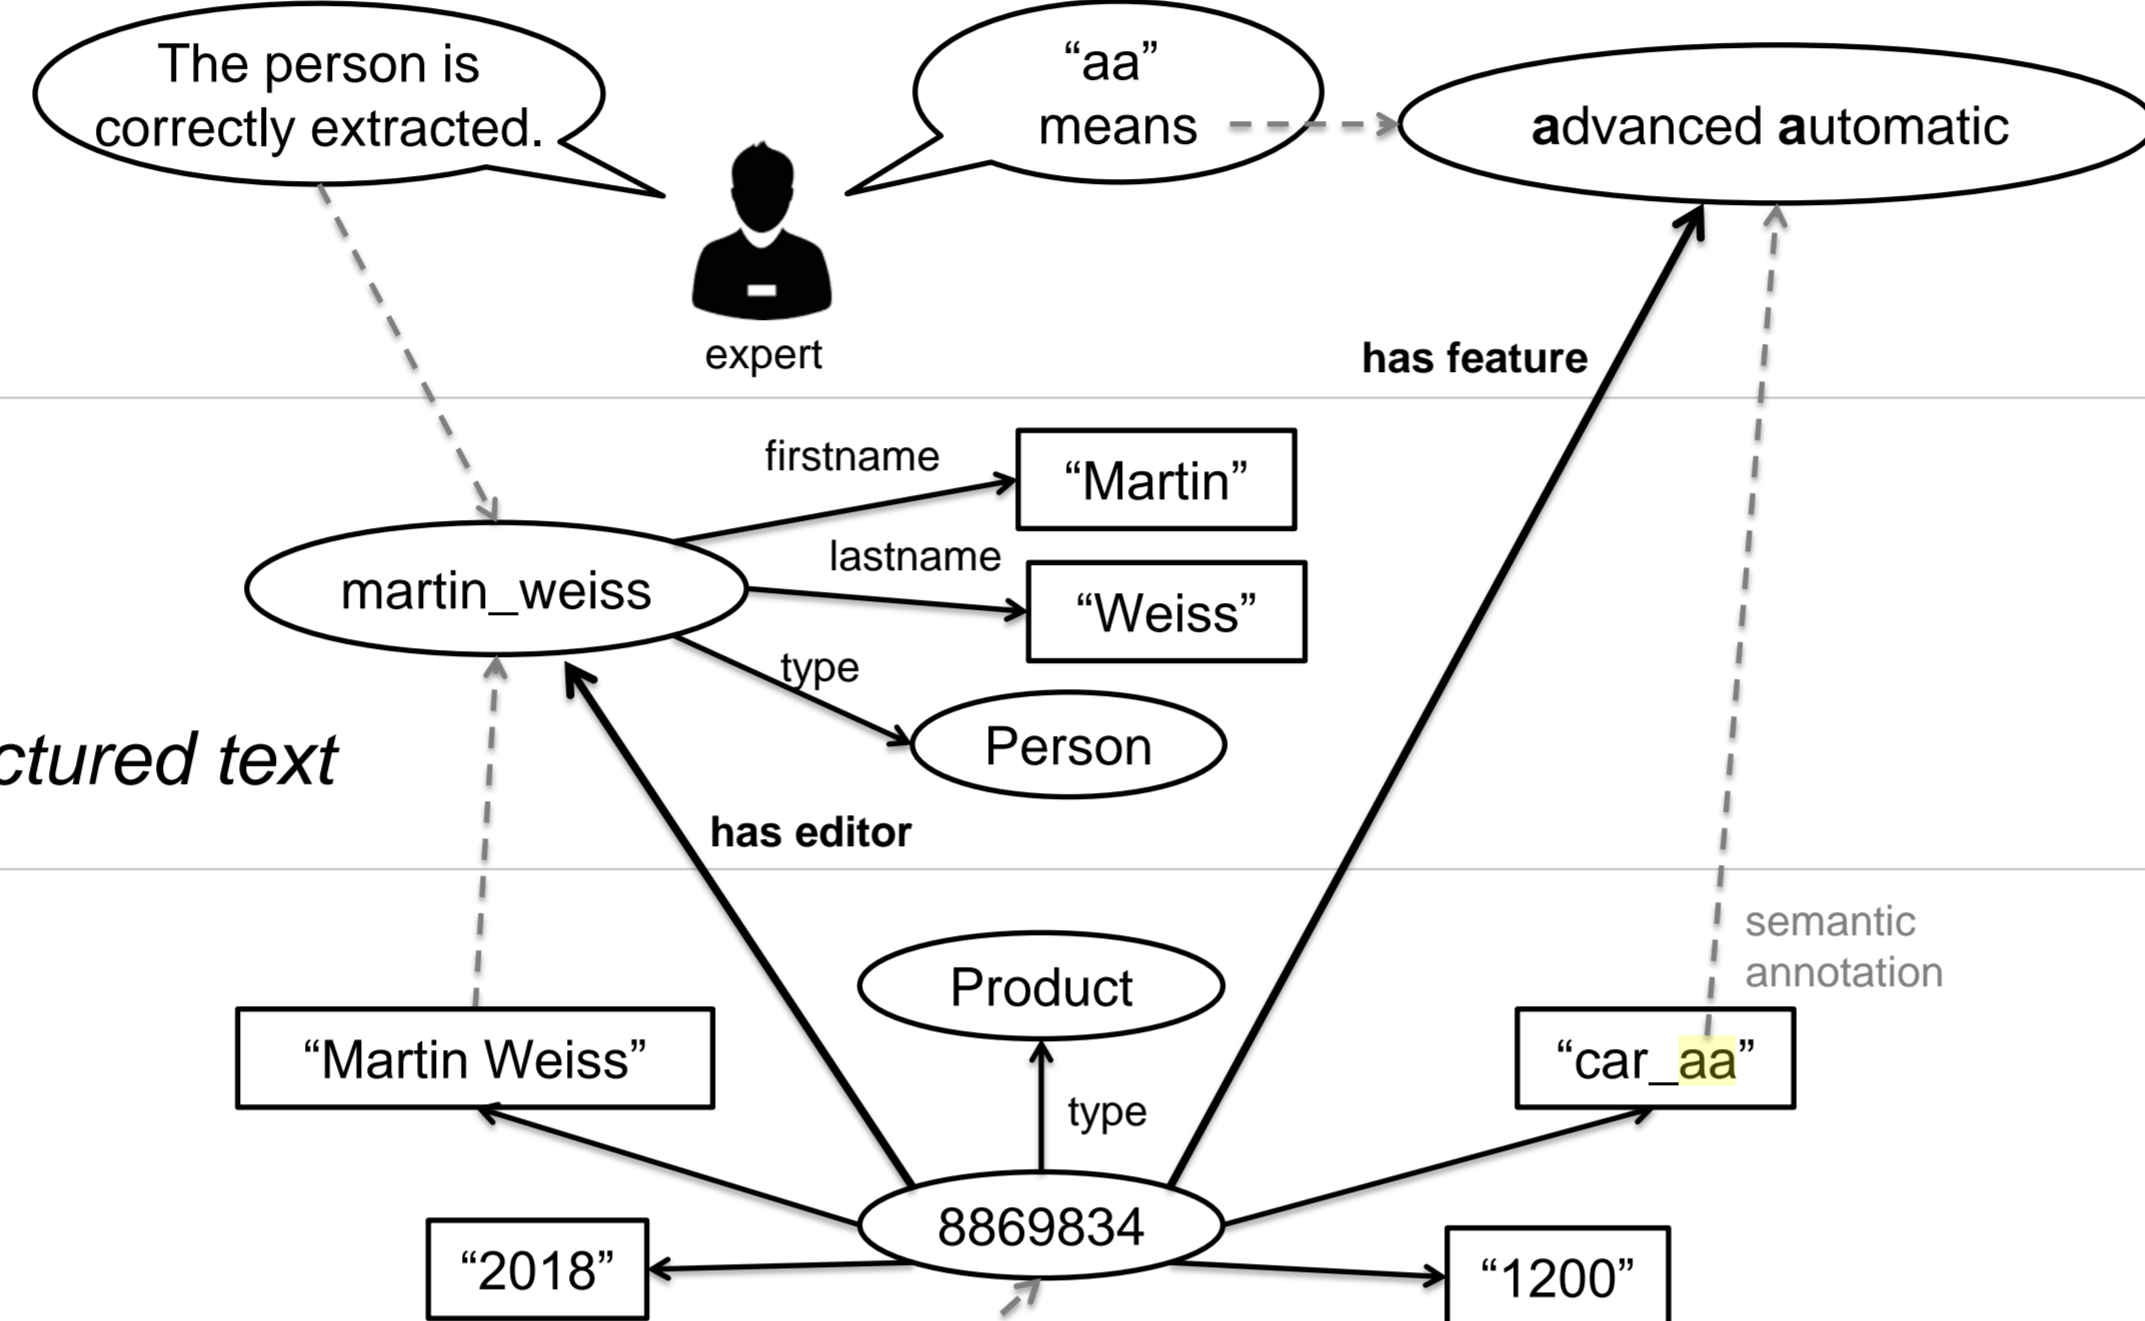 The person is
correctly extracted.
“aa”
means
advanced automatic
expert
has feature
firstname
“Martin”
lastname
“Weiss”
martin_weiss
type
Person
ctured text
has editor
semantic
annotation
Product
“Martin Weiss”
“car_aa”
type
8869834
“2018”
“1200”